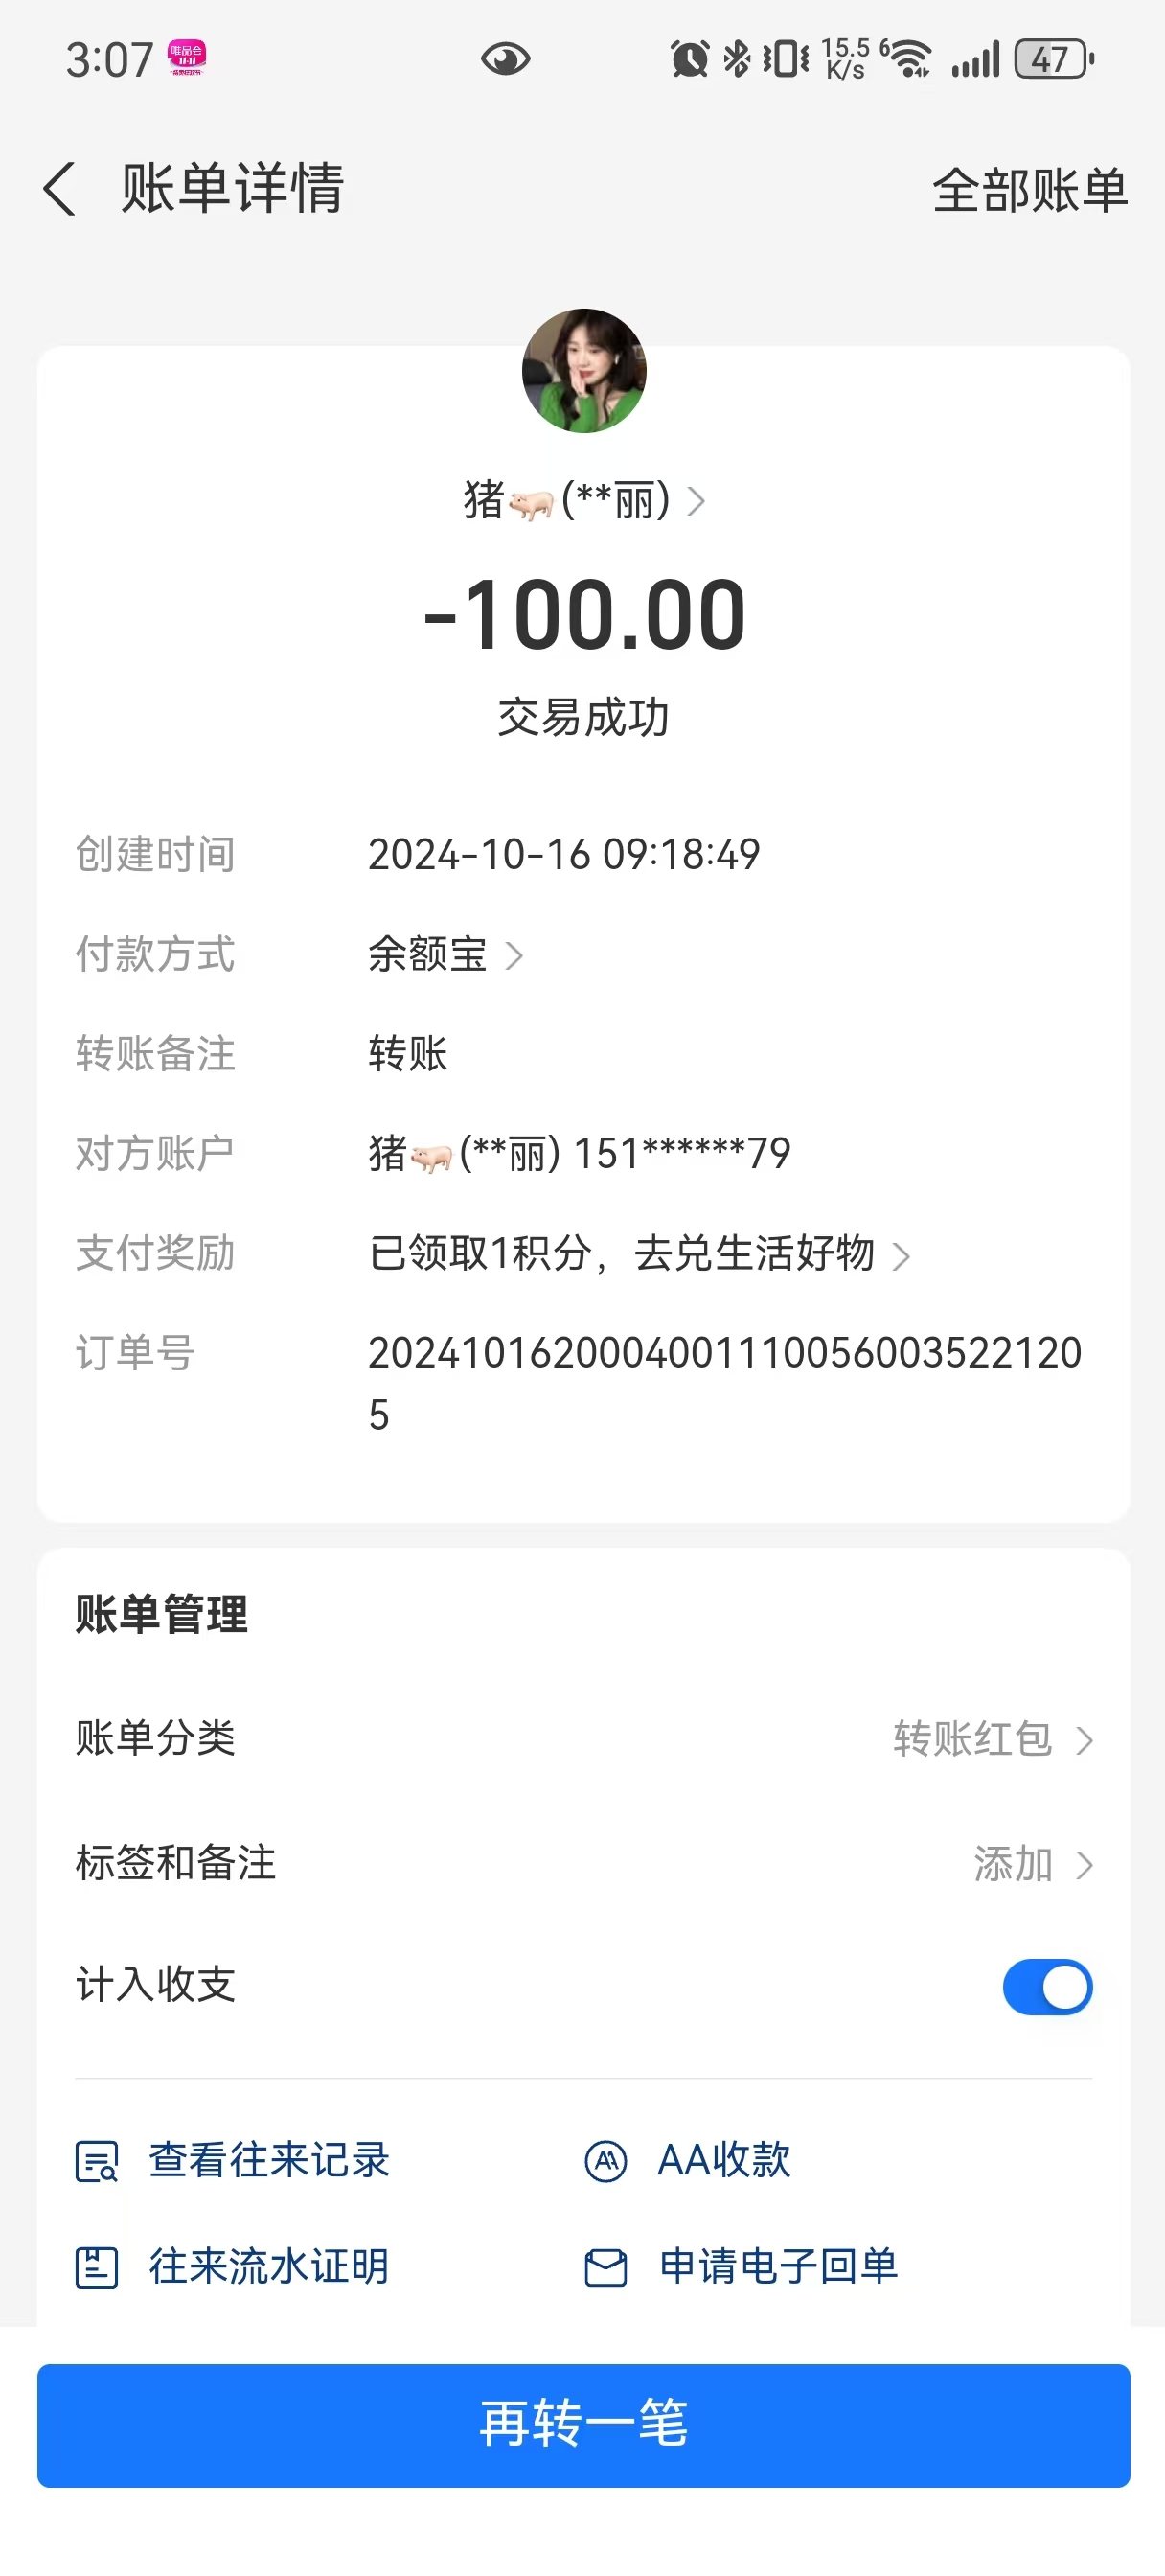 3:07 唯品会 15.5 K/s 6 47
账单详情 全部账单
猪🐖(**丽)
-100.00
交易成功
创建时间 2024-10-16 09:18:49
付款方式 余额宝
转账备注 转账
对方账户 猪🐖(**丽) 151******79
支付奖励 已领取1积分，去兑生活好物
订单号 2024101620004001110056003522120
5
账单管理
账单分类 转账红包
标签和备注 添加
计入收支
查看往来记录 AA收款
往来流水证明 申请电子回单
再转一笔